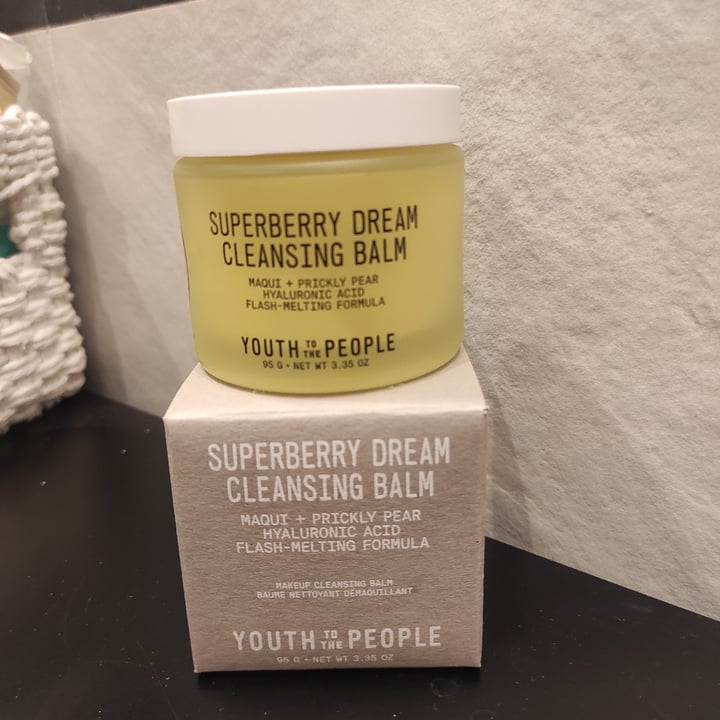 SUPERBERRY DREAM
CLEANSING BALM
MAQUI + PRICKLY PEAR
HYALURONIC ACID
FLASH-MELTING FORMULA
YOUTH TO THE PEOPLE
95 G • NET WT 3.35 OZ
SUPERBERRY DREAM
CLEANSING BALM
MAQUI + PRICKLY PEAR
HYALURONIC ACID
FLASH-MELTING FORMULA
MAKEUP CLEANSING BALM
BAUME NETTOYANT DÉMAQUILLANT
YOUTH TO THE PEOPLE
95 G • NET WT 3.35 OZ